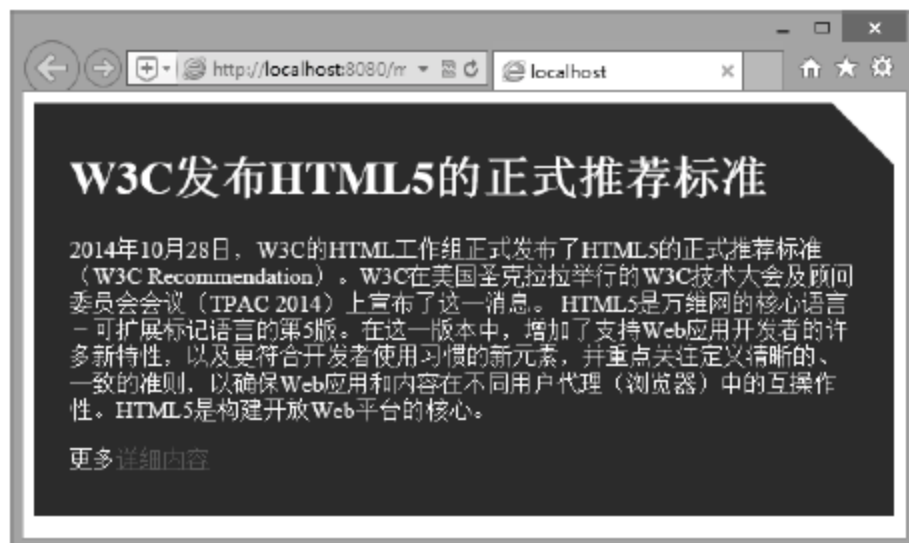 http://localhost:8080/m
localhost
W3C发布HTML5的正式推荐标准
2014年10月28日，W3C的HTML工作组正式发布了HTML5的正式推荐标准
（W3C Recommendation）。W3C在美国圣克拉拉举行的W3C技术大会及顾问
委员会会议（TPAC 2014）上宣布了这一消息。 HTML5是万维网的核心语言
－可扩展标记语言的第5版。在这一版本中，增加了支持Web应用开发者的许
多新特性，以及更符合开发者使用习惯的新元素，并重点关注定义清晰的、
一致的准则，以确保Web应用和内容在不同用户代理（浏览器）中的互操作
性。HTML5是构建开放Web平台的核心。
更多详细内容